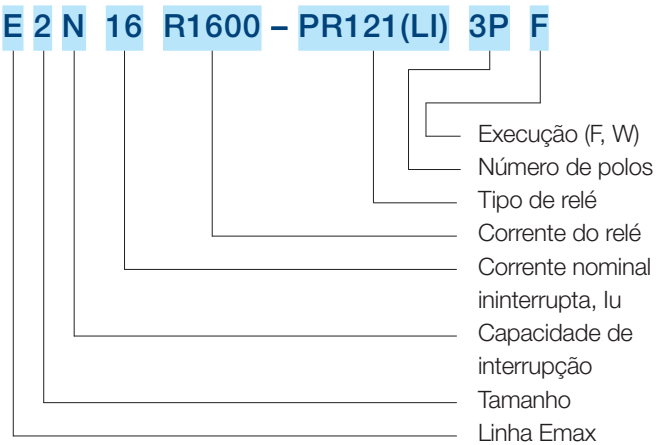 E 2 N 16 R1600 – PR121(LI) 3P F
Execução (F, W)
Número de polos
Tipo de relé
Corrente do relé
Corrente nominal
ininterrupta, Iu
Capacidade de
interrupção
Tamanho
Linha Emax